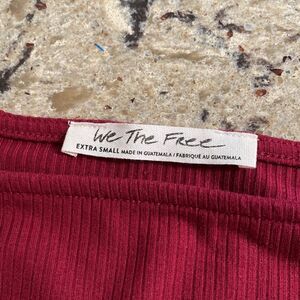 We The Free
EXTRA SMALL MADE IN GUATEMALA / FABRIQUÉ AU GUATEMALA